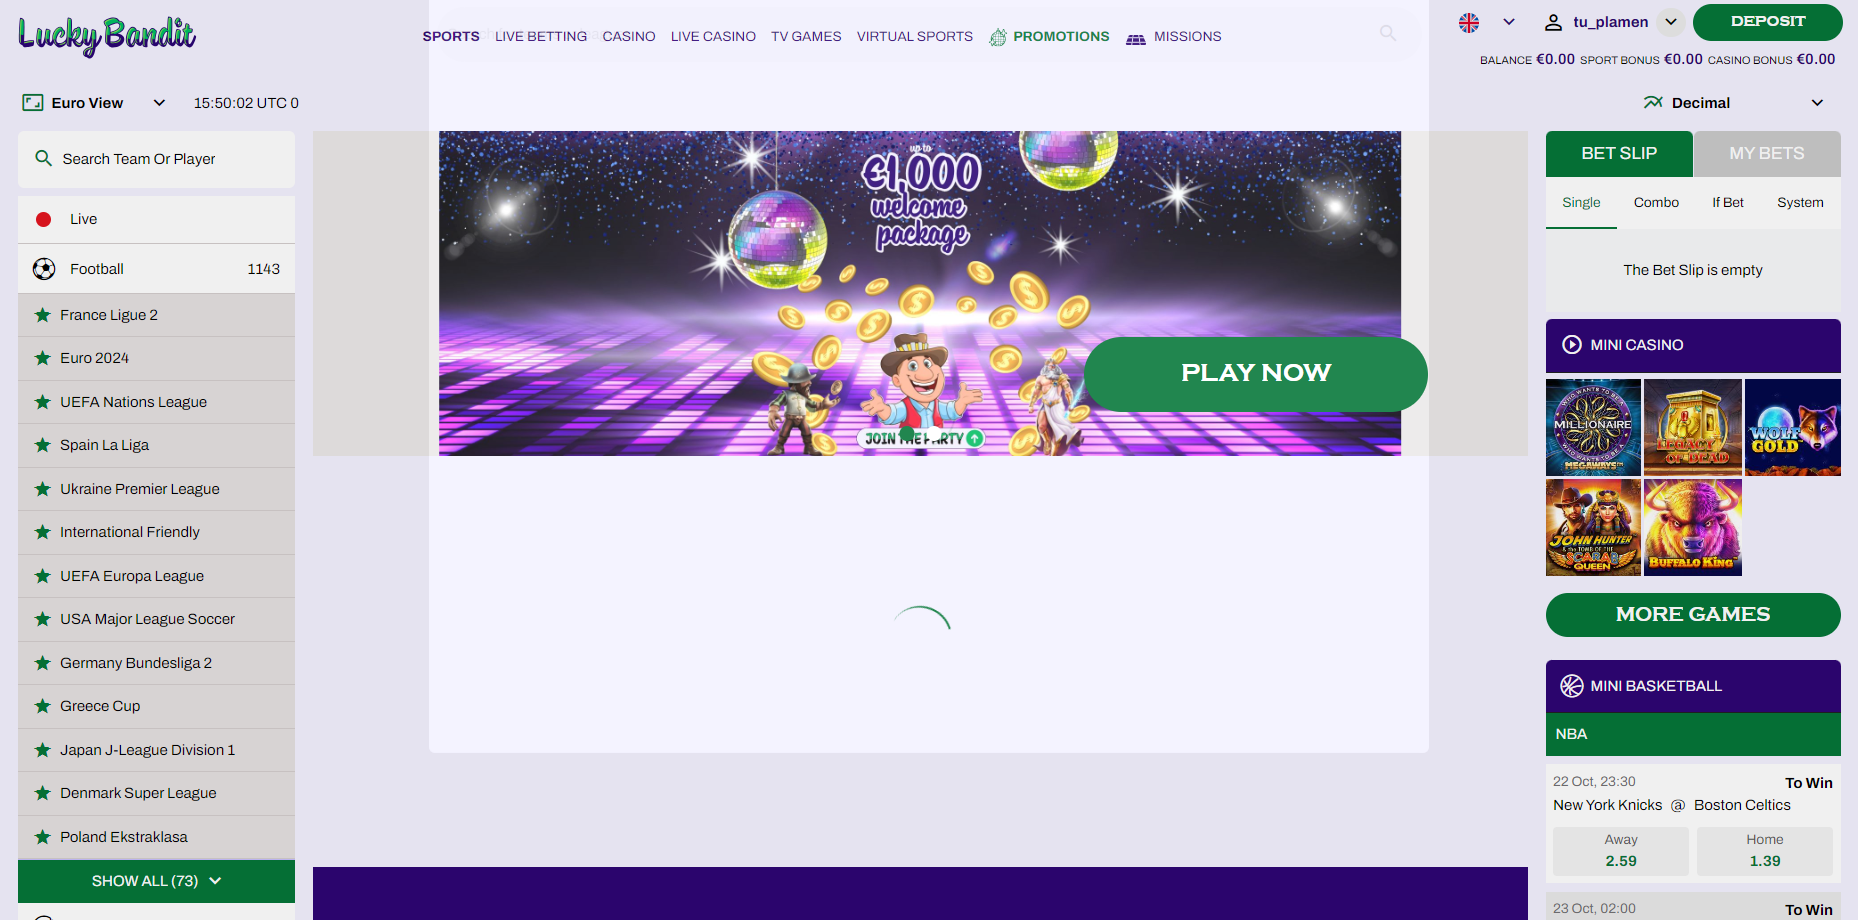 Lucky Bandit
SPORTS LIVE BETTING CASINO LIVE CASINO TV GAMES VIRTUAL SPORTS PROMOTIONS MISSIONS
tu_plamen
DEPOSIT
BALANCE €0.00 SPORT BONUS €0.00 CASINO BONUS €0.00
Euro View 15:50:02 UTC 0
Decimal
Search Team Or Player
Live
Football 1143
France Ligue 2
Euro 2024
UEFA Nations League
Spain La Liga
Ukraine Premier League
International Friendly
UEFA Europa League
USA Major League Soccer
Germany Bundesliga 2
Greece Cup
Japan J-League Division 1
Denmark Super League
Poland Ekstraklasa
SHOW ALL (73)
up to
€1,000
welcome
package
PLAY NOW
JOIN THE PARTY
BET SLIP MY BETS
Single Combo If Bet System
The Bet Slip is empty
MINI CASINO
WHO WANTS TO BE A
MILLIONAIRE
MEGAWAYS
LEGACY
OF DEAD
WOLF
GOLD
JOHN HUNTER
& THE TOMB OF THE
SCARAB
QUEEN
BUFFALO KING
MORE GAMES
MINI BASKETBALL
NBA
22 Oct, 23:30 To Win
New York Knicks @ Boston Celtics
Away Home
2.59 1.39
23 Oct, 02:00 To Win